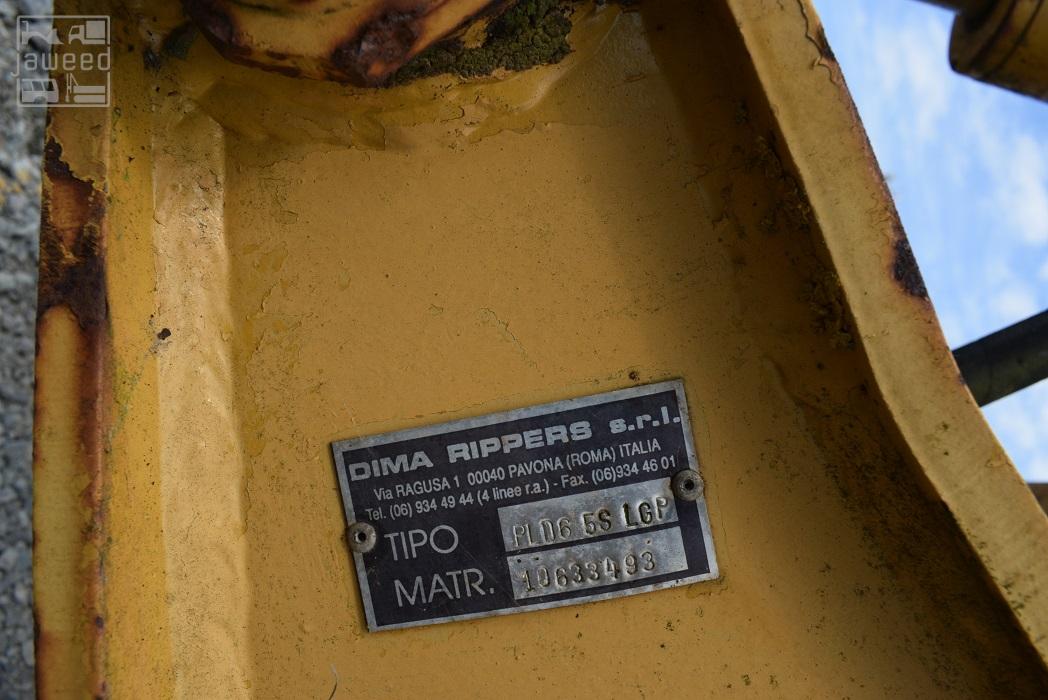 jaweed
DIMA RIPPERS s.r.l.
Via RAGUSA 1 00040 PAVONA (ROMA) ITALIA
Tel. (06) 934 49 44 (4 linee r.a.) - Fax. (06)934 46 01
TIPO PLD6 5S LGP
MATR. 10633493